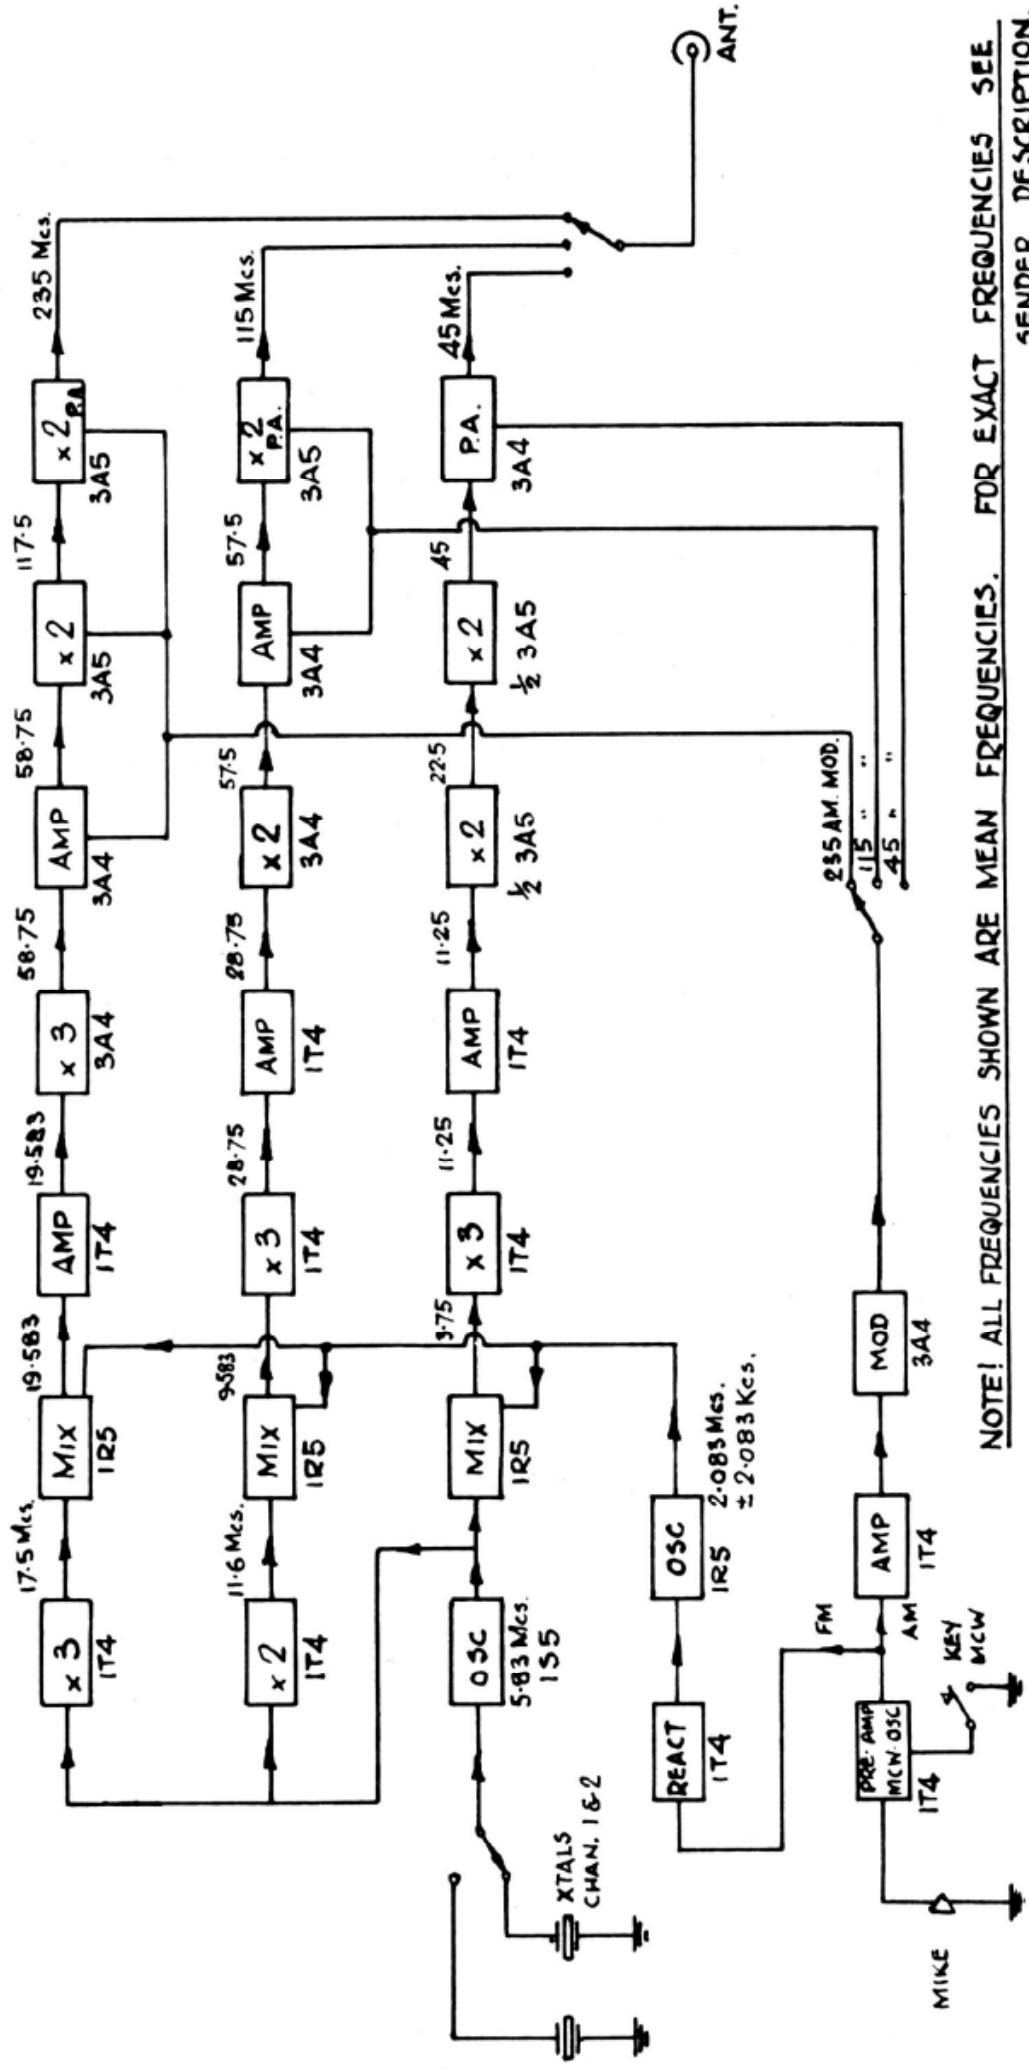 17·5 Mcs.
19·583
19·583
58·75
58·75
117·5
235 Mcs.
x 3
MIX
AMP
x 3
AMP
x 2
x 2 P.A
1T4
1R5
1T4
3A4
3A4
3A5
3A5
11·6 Mcs.
9·583
28·75
28·75
57·5
57·5
115 Mcs.
x 2
MIX
x 3
AMP
x 2
AMP
x 2 P.A.
1T4
1R5
1T4
1T4
3A4
3A4
3A5
3·75
11·25
11·25
22·5
45
45 Mcs.
OSC
MIX
x 3
AMP
x 2
x 2
P.A.
5·83 Mcs.
1S5
1R5
1T4
1T4
½ 3A5
½ 3A5
3A4
ANT.
XTALS
CHAN. 1 & 2
REACT
1T4
OSC
1R5
2·083 Mcs.
± 2·083 Kcs.
FM
AM
235 AM. MOD.
115 " "
45 " "
MIKE
PRE-AMP
MCW-OSC
1T4
KEY
MCW
AMP
1T4
MOD
3A4
NOTE! ALL FREQUENCIES SHOWN ARE MEAN FREQUENCIES. FOR EXACT FREQUENCIES SEE
SENDER DESCRIPTION.